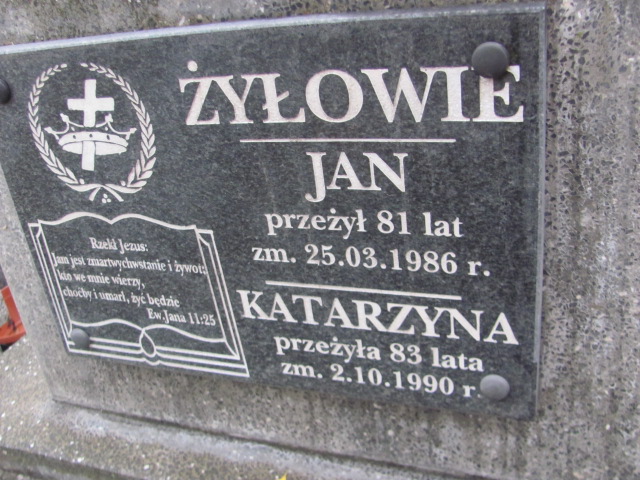 ŻYŁOWIE
JAN
przeżył 81 lat
zm. 25.03.1986 r.
KATARZYNA
przeżyła 83 lata
zm. 2.10.1990 r.
Rzekł Jezus:
Jam jest zmartwychwstanie i żywot;
kto we mnie wierzy,
choćby i umarł, żyć będzie
Ew.Jana 11:25